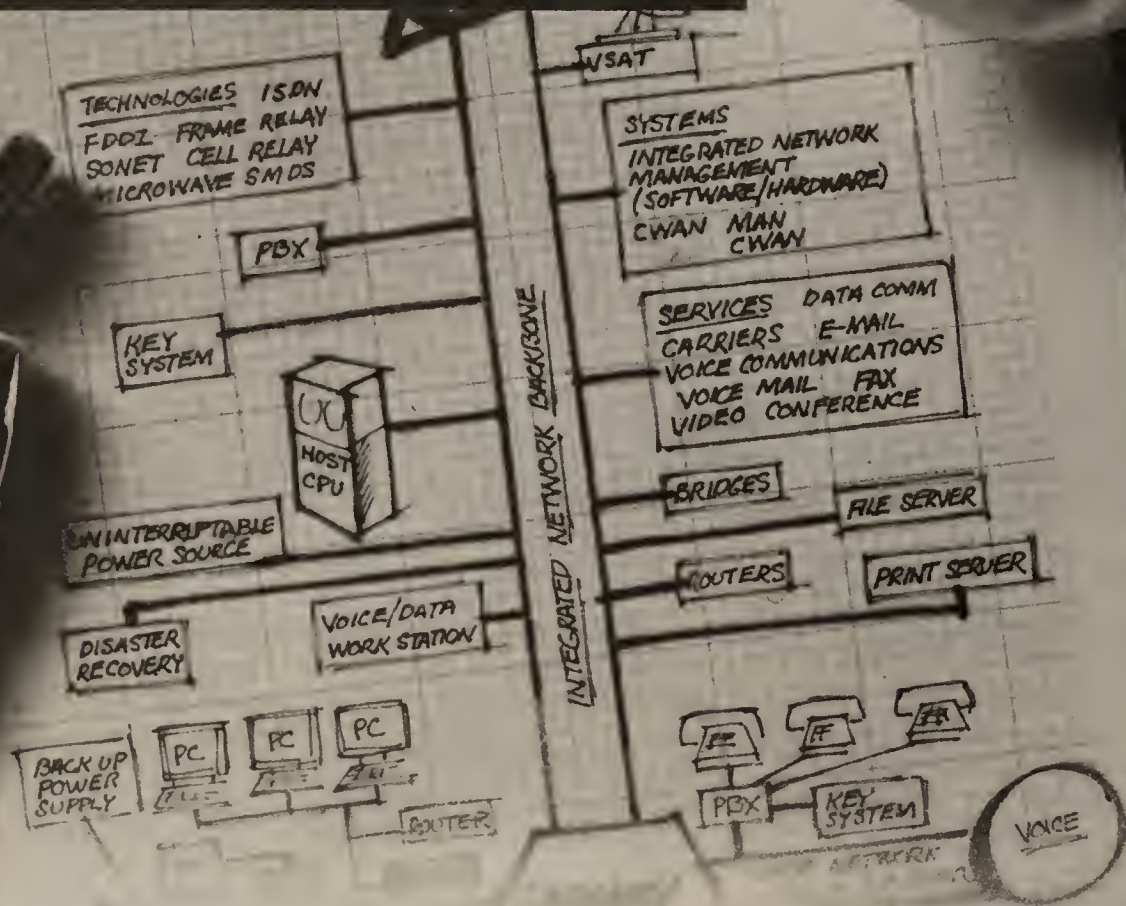 VSAT
TECHNOLOGIES ISDN
FDDI FRAME RELAY
SONET CELL RELAY
MICROWAVE SMDS
SYSTEMS
INTEGRATED NETWORK
MANAGEMENT
(SOFTWARE/HARDWARE)
CWAN MAN
CWAN
PBX
KEY
SYSTEM
SERVICES DATA COMM
CARRIERS E-MAIL
VOICE COMMUNICATIONS
VOICE MAIL FAX
VIDEO CONFERENCE
HOST
CPU
INTEGRATED NETWORK BACKBONE
BRIDGES
FILE SERVER
UNINTERRUPTABLE
POWER SOURCE
ROUTERS
PRINT SERVER
DISASTER
RECOVERY
VOICE/DATA
WORK STATION
BACK UP
POWER
SUPPLY
PC
PC
PC
ROUTER
PBX
KEY
SYSTEM
NETWORK
VOICE